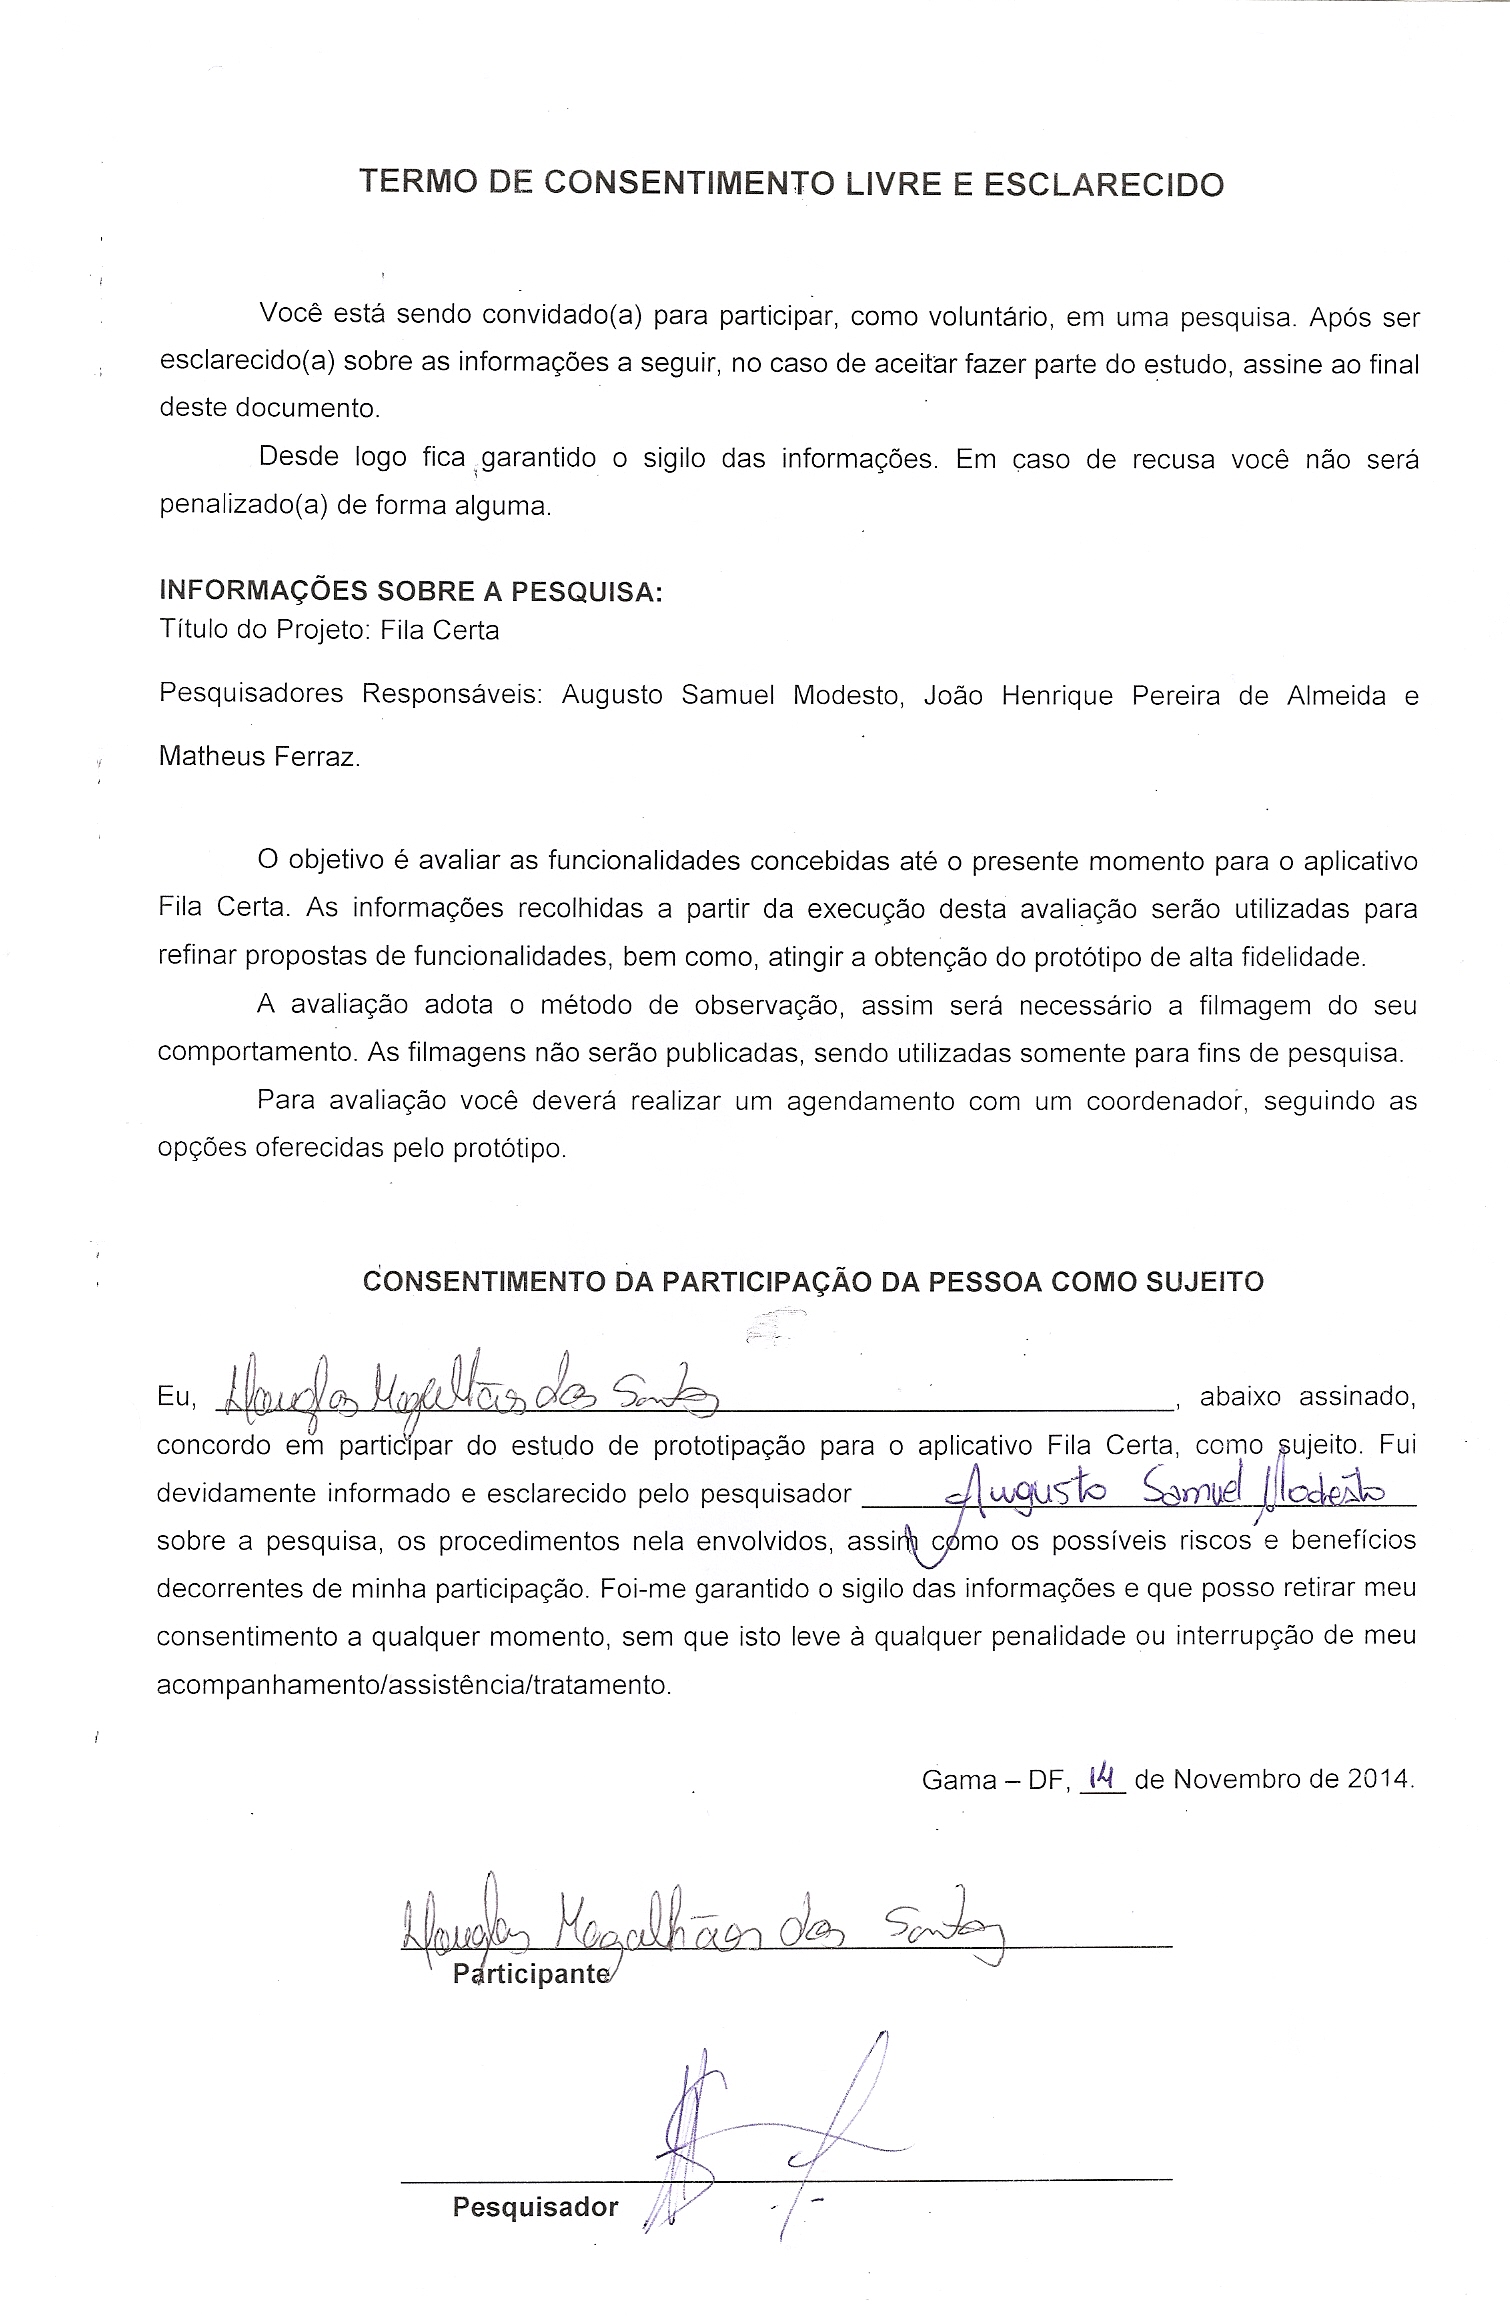 TERMO DE CONSENTIMENTO LIVRE E ESCLARECIDO
Você está sendo convidado(a) para participar, como voluntário, em uma pesquisa. Após ser
esclarecido(a) sobre as informações a seguir, no caso de aceitar fazer parte do estudo, assine ao final
deste documento.
Desde logo fica garantido o sigilo das informações. Em caso de recusa você não será
penalizado(a) de forma alguma.
INFORMAÇÕES SOBRE A PESQUISA:
Título do Projeto: Fila Certa
Pesquisadores Responsáveis: Augusto Samuel Modesto, João Henrique Pereira de Almeida e
Matheus Ferraz.
O objetivo é avaliar as funcionalidades concebidas até o presente momento para o aplicativo
Fila Certa. As informações recolhidas a partir da execução desta avaliação serão utilizadas para
refinar propostas de funcionalidades, bem como, atingir a obtenção do protótipo de alta fidelidade.
A avaliação adota o método de observação, assim será necessário a filmagem do seu
comportamento. As filmagens não serão publicadas, sendo utilizadas somente para fins de pesquisa.
Para avaliação você deverá realizar um agendamento com um coordenador, seguindo as
opções oferecidas pelo protótipo.
CONSENTIMENTO DA PARTICIPAÇÃO DA PESSOA COMO SUJEITO
Eu, Douglas Magalhães dos Santos, abaixo assinado,
concordo em participar do estudo de prototipação para o aplicativo Fila Certa, como sujeito. Fui
devidamente informado e esclarecido pelo pesquisador Augusto Samuel Modesto
sobre a pesquisa, os procedimentos nela envolvidos, assim como os possíveis riscos e benefícios
decorrentes de minha participação. Foi-me garantido o sigilo das informações e que posso retirar meu
consentimento a qualquer momento, sem que isto leve à qualquer penalidade ou interrupção de meu
acompanhamento/assistência/tratamento.
Gama – DF, 14 de Novembro de 2014.
Douglas Magalhães dos Santos
Participante
Pesquisador